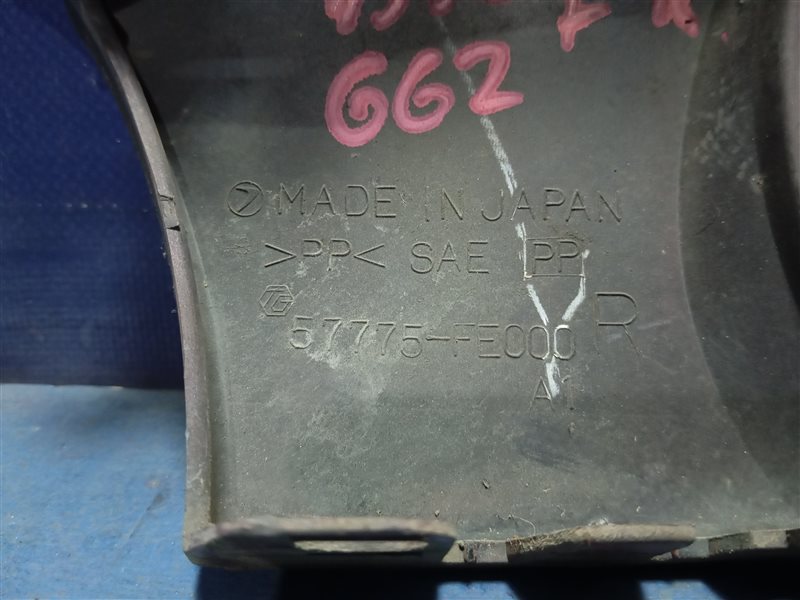 GG2
MADE IN JAPAN
>PP< SAE PP
57775-FE000 R
A1